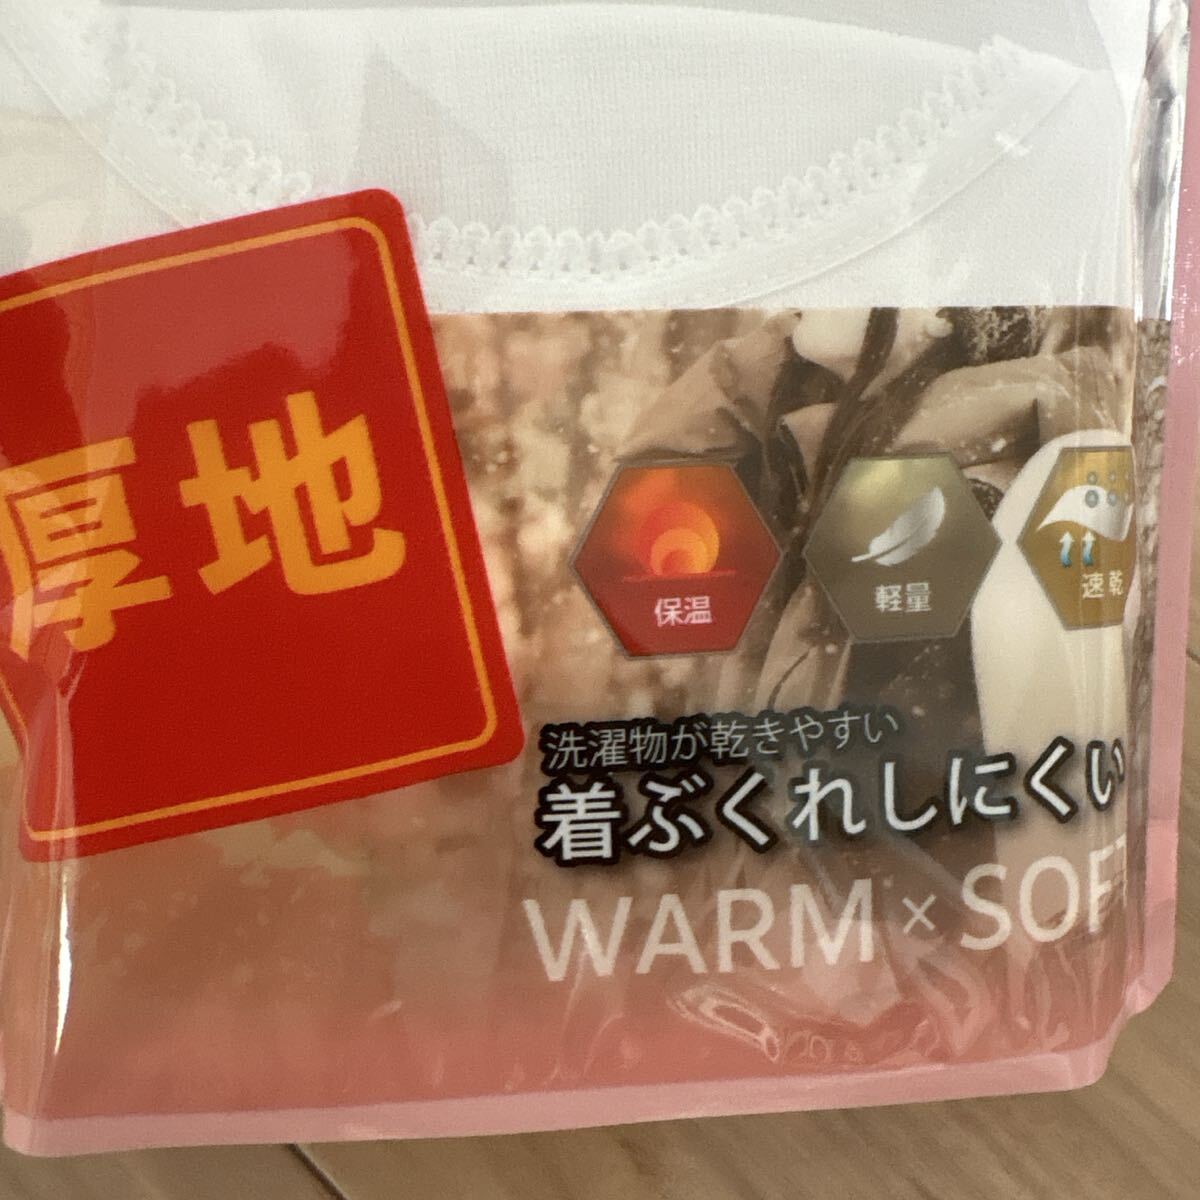 厚地
保温
軽量
速乾
洗濯物が乾きやすい
着ぶくれしにくい
WARM × SOFT